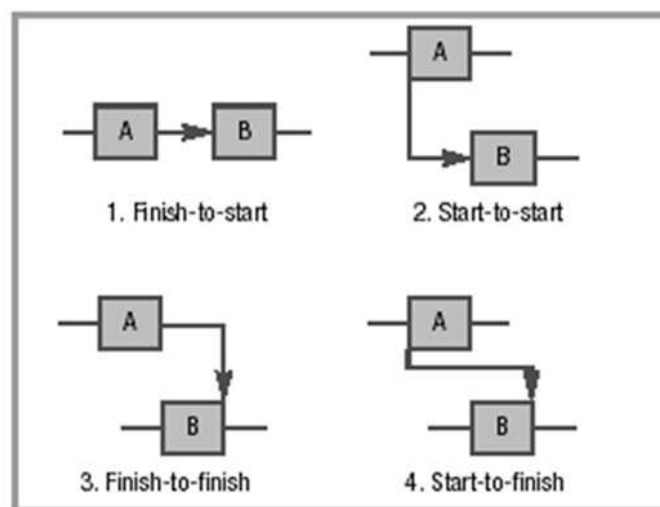 A
B
1. Finish-to-start
A
B
2. Start-to-start
A
B
3. Finish-to-finish
A
B
4. Start-to-finish